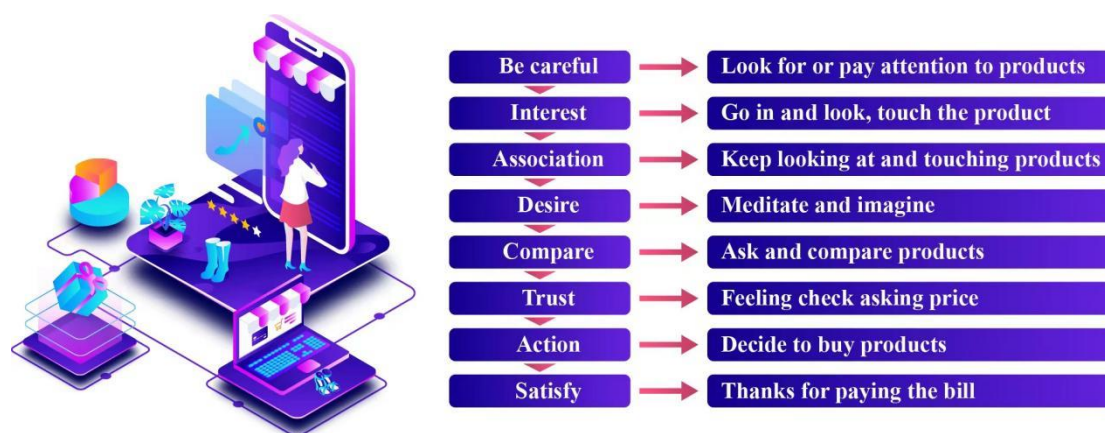 Be careful
Look for or pay attention to products
Interest
Go in and look, touch the product
Association
Keep looking at and touching products
Desire
Meditate and imagine
Compare
Ask and compare products
Trust
Feeling check asking price
Action
Decide to buy products
Satisfy
Thanks for paying the bill